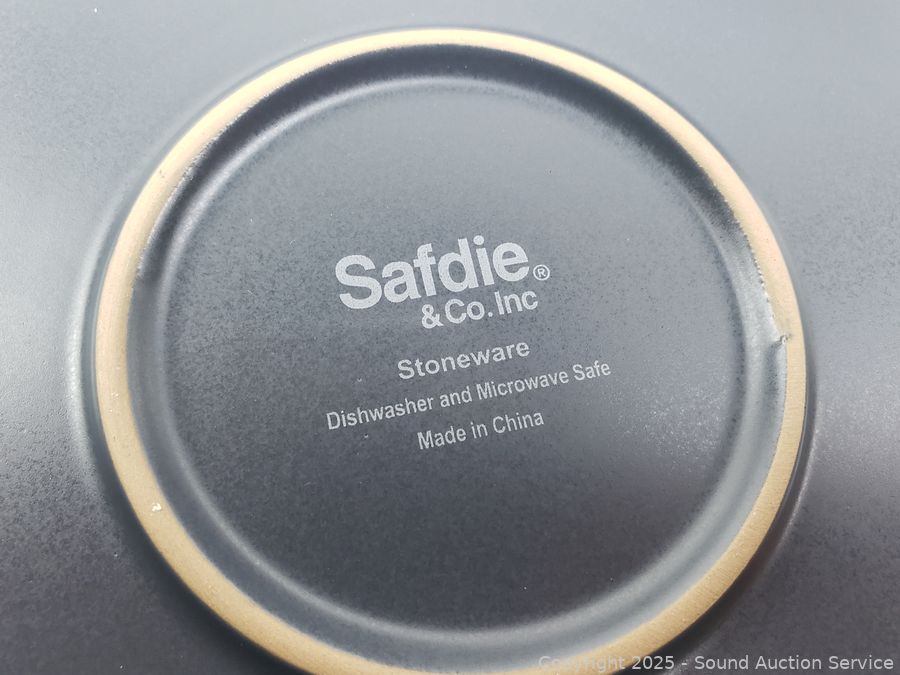 Safdie®
& Co. Inc
Stoneware
Dishwasher and Microwave Safe
Made in China
Copyright 2025 - Sound Auction Service